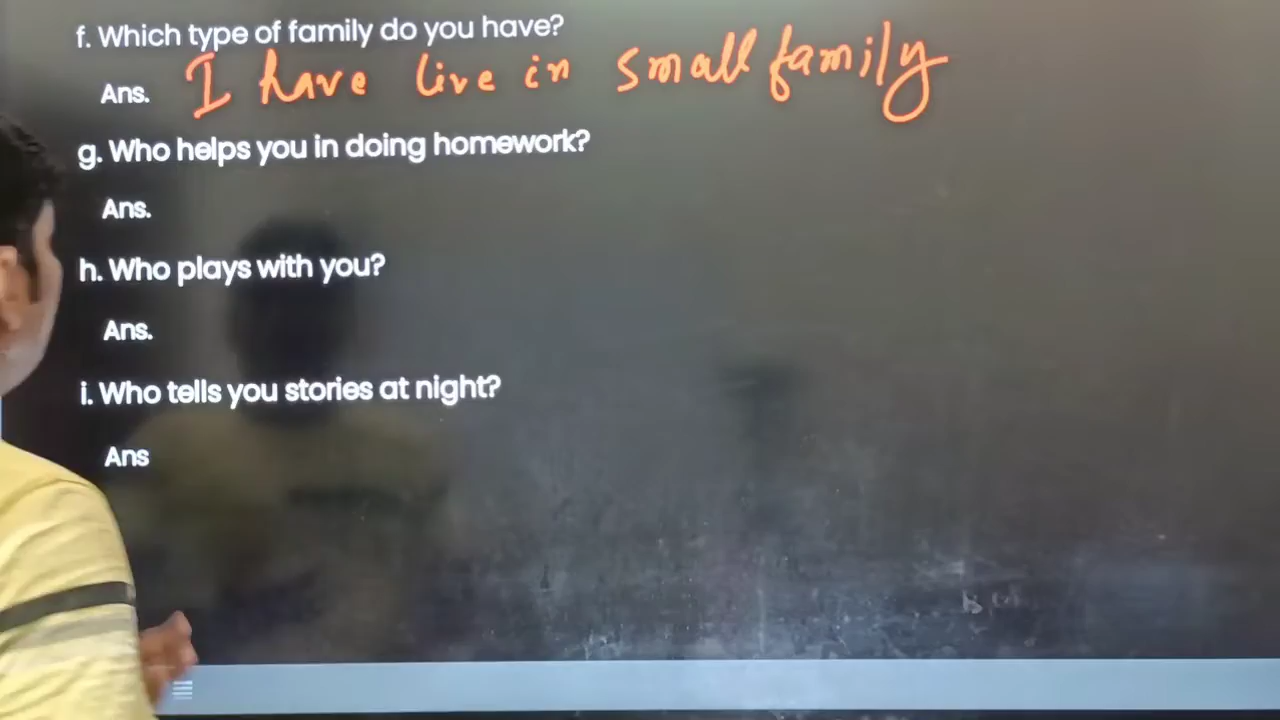 f. Which type of family do you have?
Ans. I have live in small family
g. Who helps you in doing homework?
Ans.
h. Who plays with you?
Ans.
i. Who tells you stories at night?
Ans